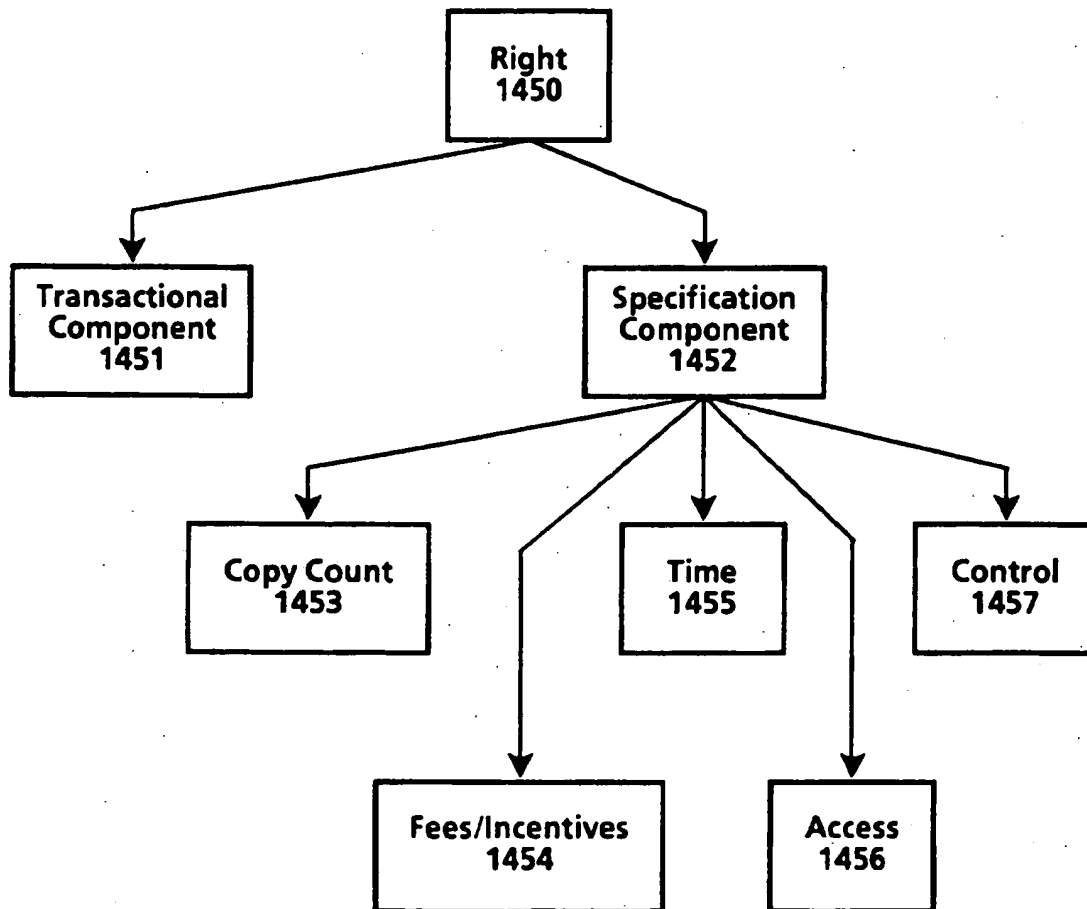 Right
1450
Transactional
Component
1451
Specification
Component
1452
Copy Count
1453
Time
1455
Control
1457
Fees/Incentives
1454
Access
1456